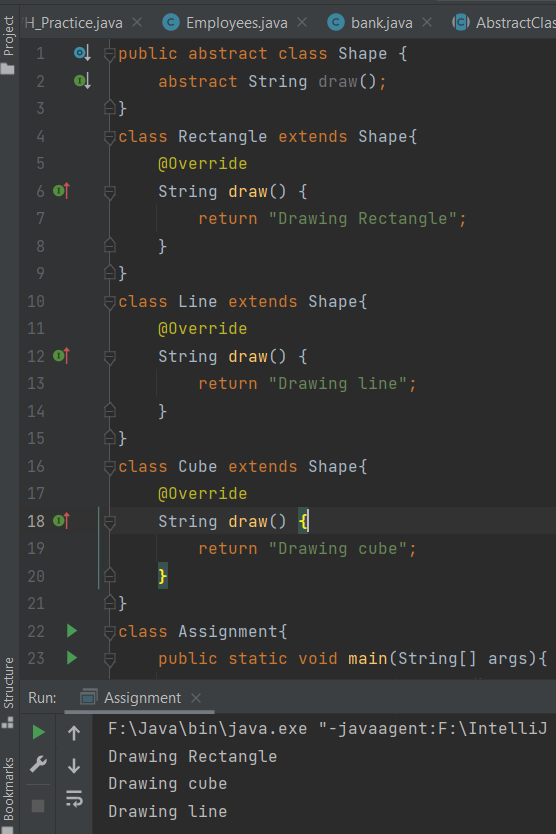 H_Practice.java × Employees.java × bank.java × AbstractClas
Project
1 public abstract class Shape {
2 abstract String draw();
3 }
4 class Rectangle extends Shape{
5 @Override
6 String draw() {
7 return "Drawing Rectangle";
8 }
9 }
10 class Line extends Shape{
11 @Override
12 String draw() {
13 return "Drawing line";
14 }
15 }
16 class Cube extends Shape{
17 @Override
18 String draw() {
19 return "Drawing cube";
20 }
21 }
22 class Assignment{
23 public static void main(String[] args){
Structure
Bookmarks
Run: Assignment ×
F:\Java\bin\java.exe "-javaagent:F:\IntelliJ
Drawing Rectangle
Drawing cube
Drawing line